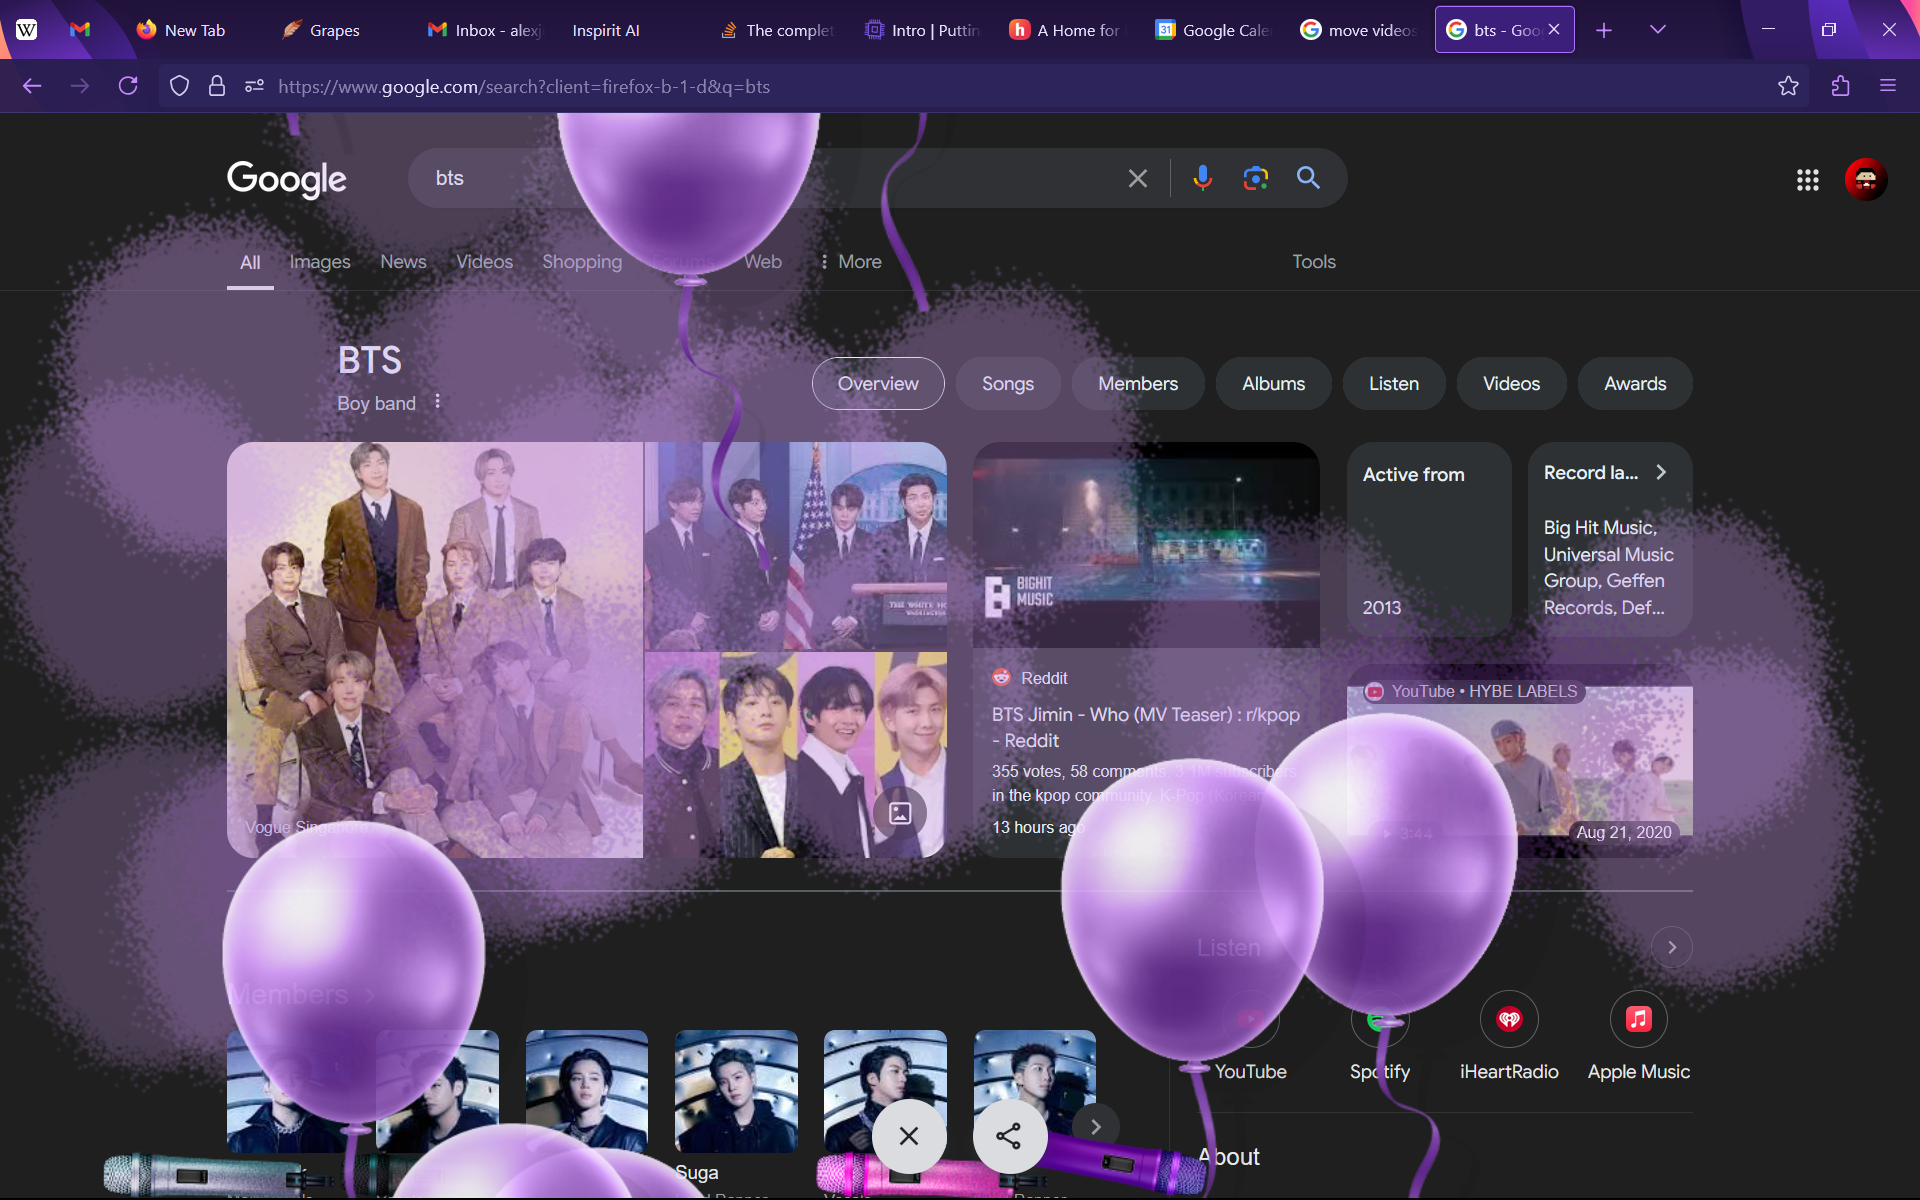 New Tab
Grapes
Inbox - alexj
Inspirit AI
The complet
Intro | Puttin
A Home for
Google Cale
move videos
bts - Goo
https://www.google.com/search?client=firefox-b-1-d&q=bts
Google
bts
All
Images
News
Videos
Shopping
Forums
Web
More
Tools
BTS
Boy band
Overview
Songs
Members
Albums
Listen
Videos
Awards
Vogue Singapore
THE WHITE HO
BIGHIT
MUSIC
Reddit
BTS Jimin - Who (MV Teaser) : r/kpop
- Reddit
355 votes, 58 comments. 3.1M subscribers
in the kpop community. K-Pop (Korean
13 hours ago
Active from
2013
Record la...
Big Hit Music,
Universal Music
Group, Geffen
Records, Def...
YouTube • HYBE LABELS
3:44
Aug 21, 2020
Members
Suga
Listen
YouTube
Spotify
iHeartRadio
Apple Music
About